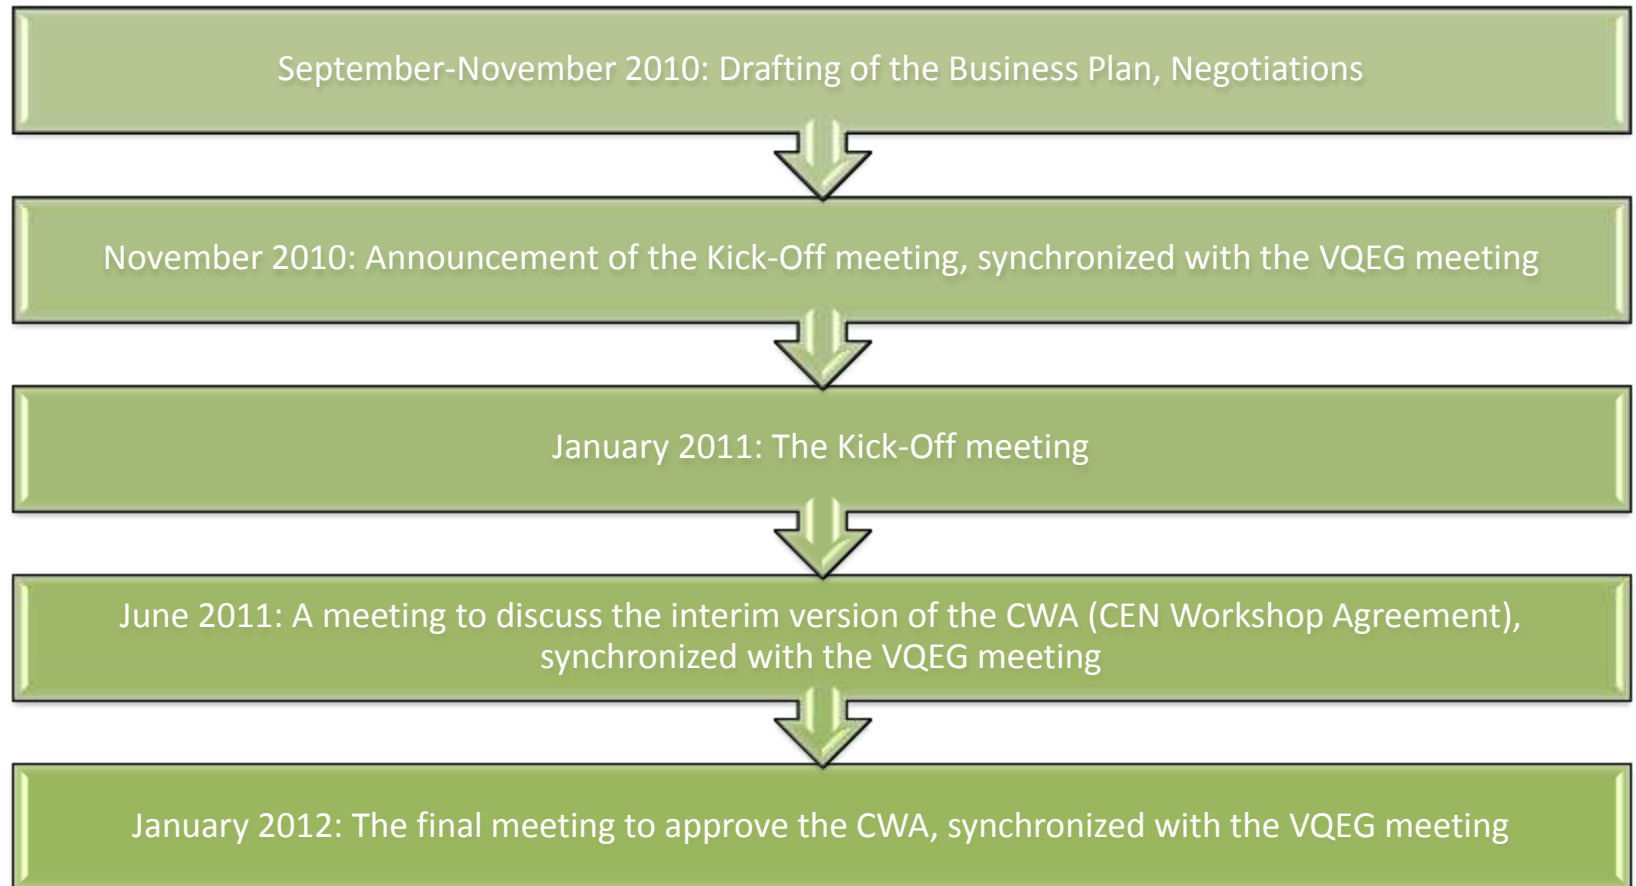 September-November 2010: Drafting of the Business Plan, Negotiations
November 2010: Announcement of the Kick-Off meeting, synchronized with the VQEG meeting
January 2011: The Kick-Off meeting
June 2011: A meeting to discuss the interim version of the CWA (CEN Workshop Agreement),
synchronized with the VQEG meeting
January 2012: The final meeting to approve the CWA, synchronized with the VQEG meeting